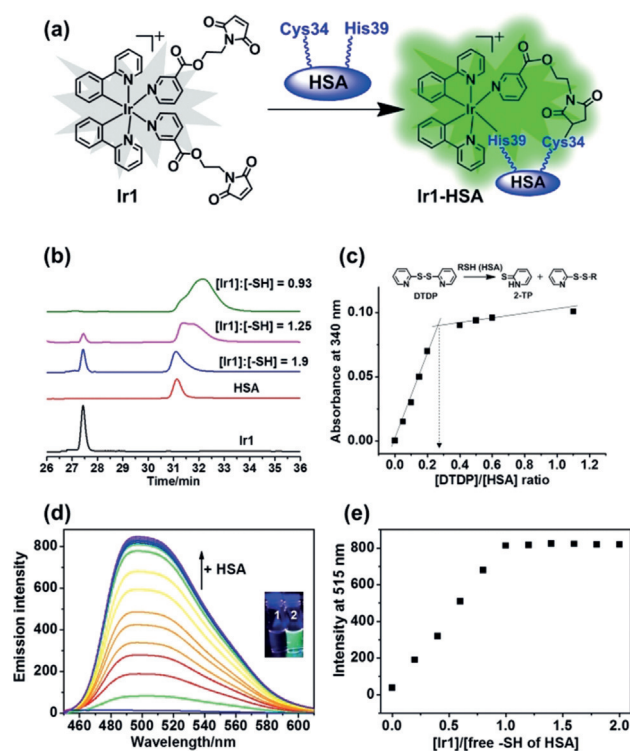 (a)
Cys34 His39
HSA
Ir1
+
N
N
Ir
N
N
O
O
N
O
O
O
O
N
O
O
+
N
N
Ir
N
O
O
O
N
O
His39
Cys34
HSA
Ir1-HSA
(b)
[Ir1]:[-SH] = 0.93
[Ir1]:[-SH] = 1.25
[Ir1]:[-SH] = 1.9
HSA
Ir1
26 27 28 29 30 31 32 33 34 35 36
Time/min
(c)
S-S
N
N
DTDP
RSH (HSA)
S
HN
2-TP
+
S-S-R
N
Absorbance at 340 nm
0.10
0.05
0.00
0.0 0.2 0.4 0.6 0.8 1.0 1.2
[DTDP]/[HSA] ratio
(d)
Emission intensity
800
600
400
200
0
+ HSA
1 2
460 480 500 520 540 560 580 600
Wavelength/nm
(e)
Intensity at 515 nm
800
600
400
200
0
0.0 0.5 1.0 1.5 2.0
[Ir1]/[free -SH of HSA]